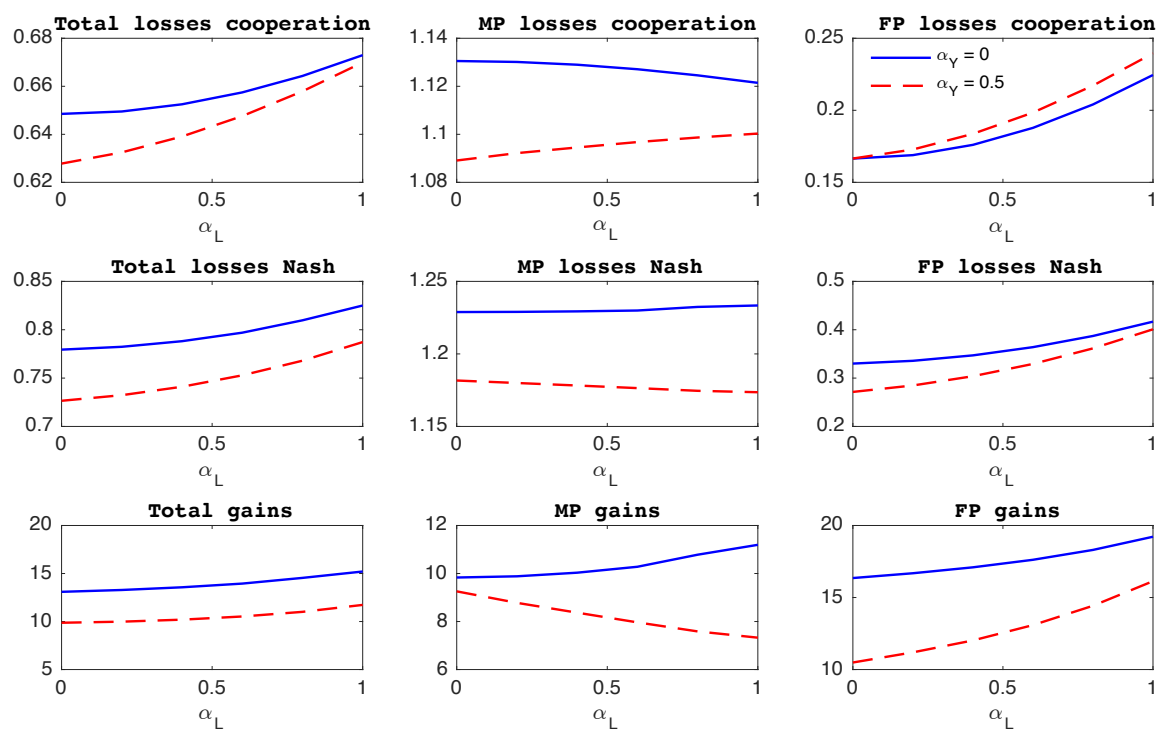 Total losses cooperation
0.68
0.66
0.64
0.62
0 0.5 1
α_L
MP losses cooperation
1.14
1.12
1.1
1.08
0 0.5 1
α_L
FP losses cooperation
0.25
0.2
0.15
α_Y = 0
α_Y = 0.5
0 0.5 1
α_L
Total losses Nash
0.85
0.8
0.75
0.7
0 0.5 1
α_L
MP losses Nash
1.25
1.2
1.15
0 0.5 1
α_L
FP losses Nash
0.5
0.4
0.3
0.2
0 0.5 1
α_L
Total gains
20
15
10
5
0 0.5 1
α_L
MP gains
12
10
8
6
0 0.5 1
α_L
FP gains
20
15
10
0 0.5 1
α_L